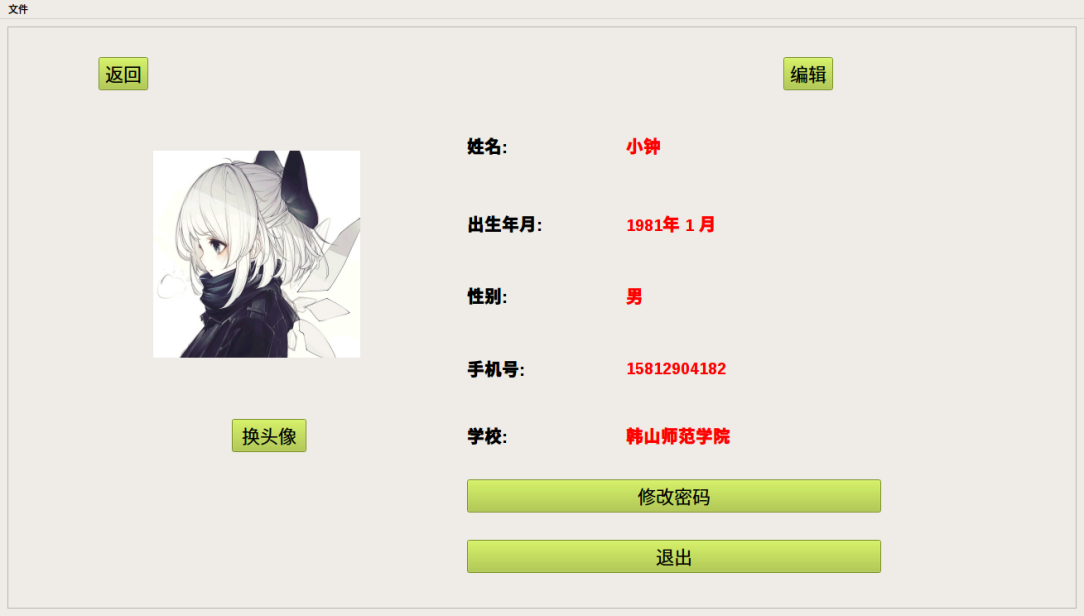 文件
返回
编辑
姓名: 小钟
出生年月: 1981年 1 月
性别: 男
手机号: 15812904182
换头像
学校: 韩山师范学院
修改密码
退出